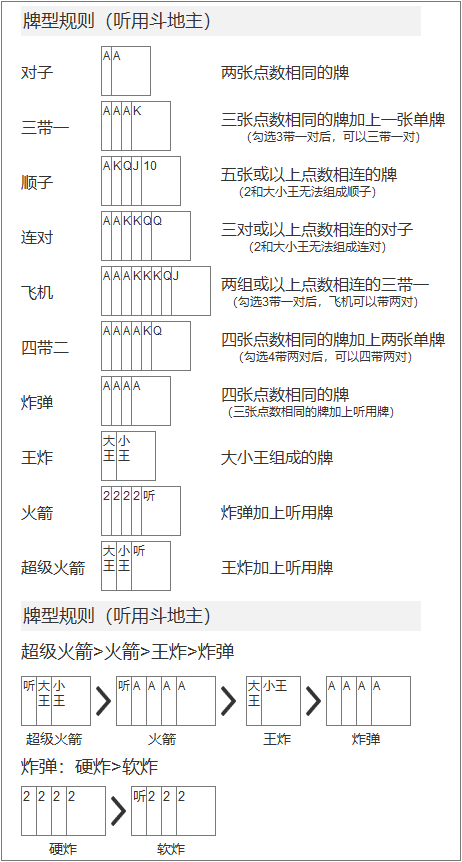 牌型规则（听用斗地主）
对子
A A
两张点数相同的牌
三带一
A A A K
三张点数相同的牌加上一张单牌
（勾选3带一对后，可以三带一对）
顺子
A K Q J 10
五张或以上点数相连的牌
（2和大小王无法组成顺子）
连对
A A K K Q Q
三对或以上点数相连的对子
（2和大小王无法组成连对）
飞机
A A A K K K Q J
两组或以上点数相连的三带一
（勾选3带一对后，飞机可以带两对）
四带二
A A A A K Q
四张点数相同的牌加上两张单牌
（勾选4带两对后，可以四带两对）
炸弹
A A A A
四张点数相同的牌
（三张点数相同的牌加上听用牌）
王炸
大王 小王
大小王组成的牌
火箭
2 2 2 2 听
炸弹加上听用牌
超级火箭
大王 小王 听
王炸加上听用牌
牌型规则（听用斗地主）
超级火箭>火箭>王炸>炸弹
听 大王 小王
听 A A A A
大王 小王
A A A A
超级火箭 火箭 王炸 炸弹
炸弹：硬炸>软炸
2 2 2 2
听 2 2 2
硬炸 软炸